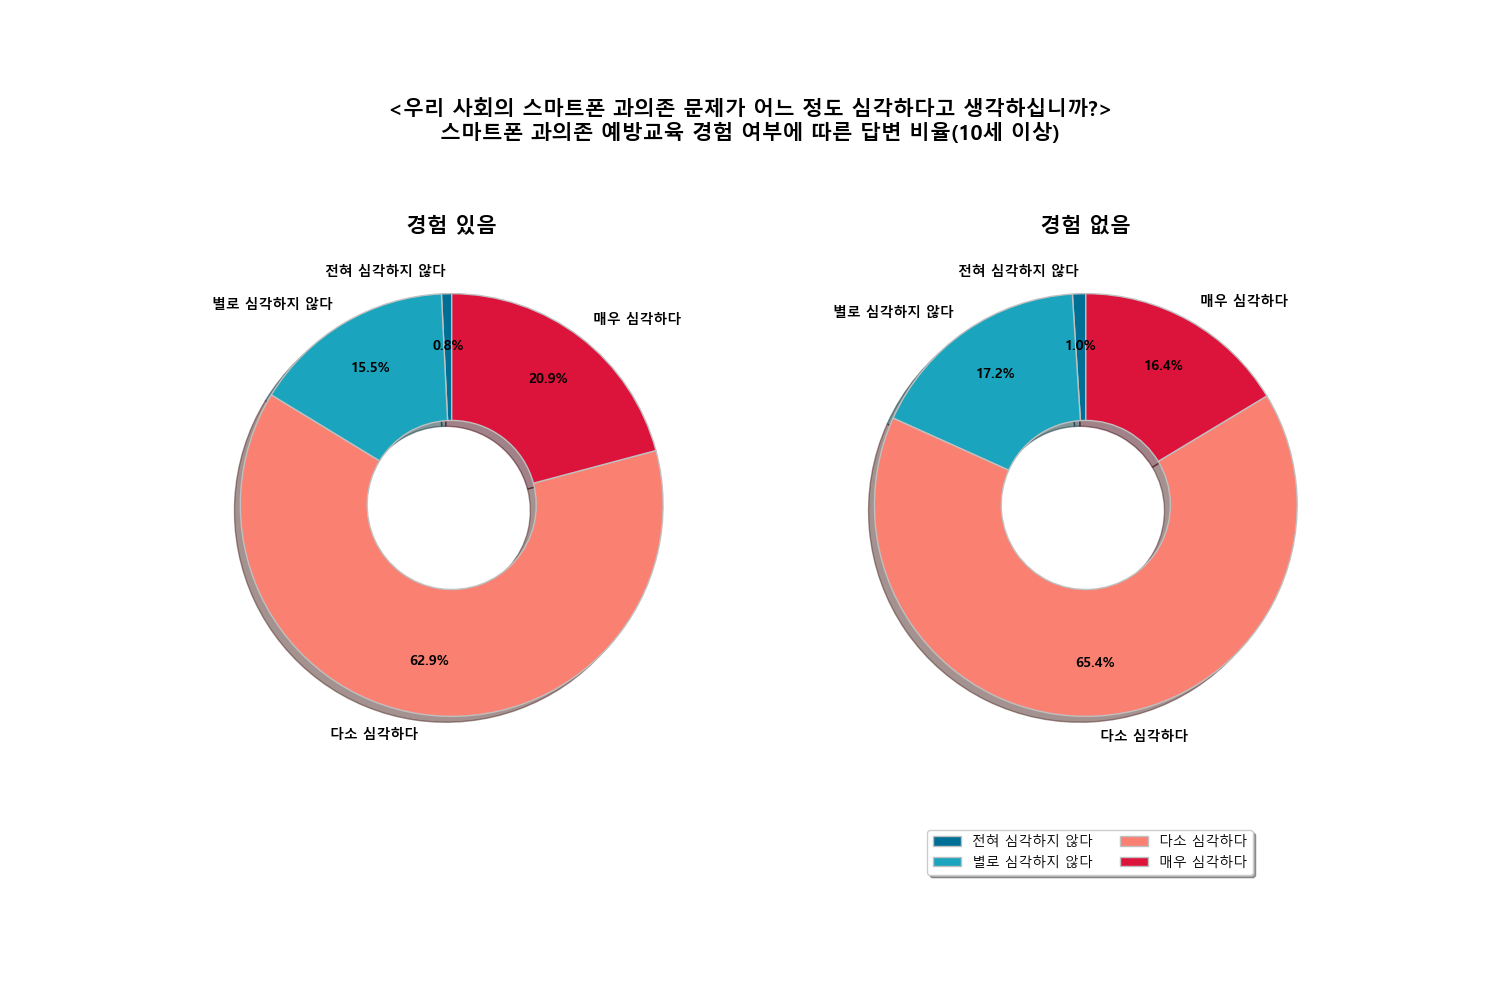 <우리 사회의 스마트폰 과의존 문제가 어느 정도 심각하다고 생각하십니까?>
스마트폰 과의존 예방교육 경험 여부에 따른 답변 비율(10세 이상)
경험 있음
전혀 심각하지 않다
별로 심각하지 않다
매우 심각하다
0.8%
15.5%
20.9%
62.9%
다소 심각하다
경험 없음
전혀 심각하지 않다
매우 심각하다
별로 심각하지 않다
1.0%
16.4%
17.2%
65.4%
다소 심각하다
전혀 심각하지 않다
별로 심각하지 않다
다소 심각하다
매우 심각하다